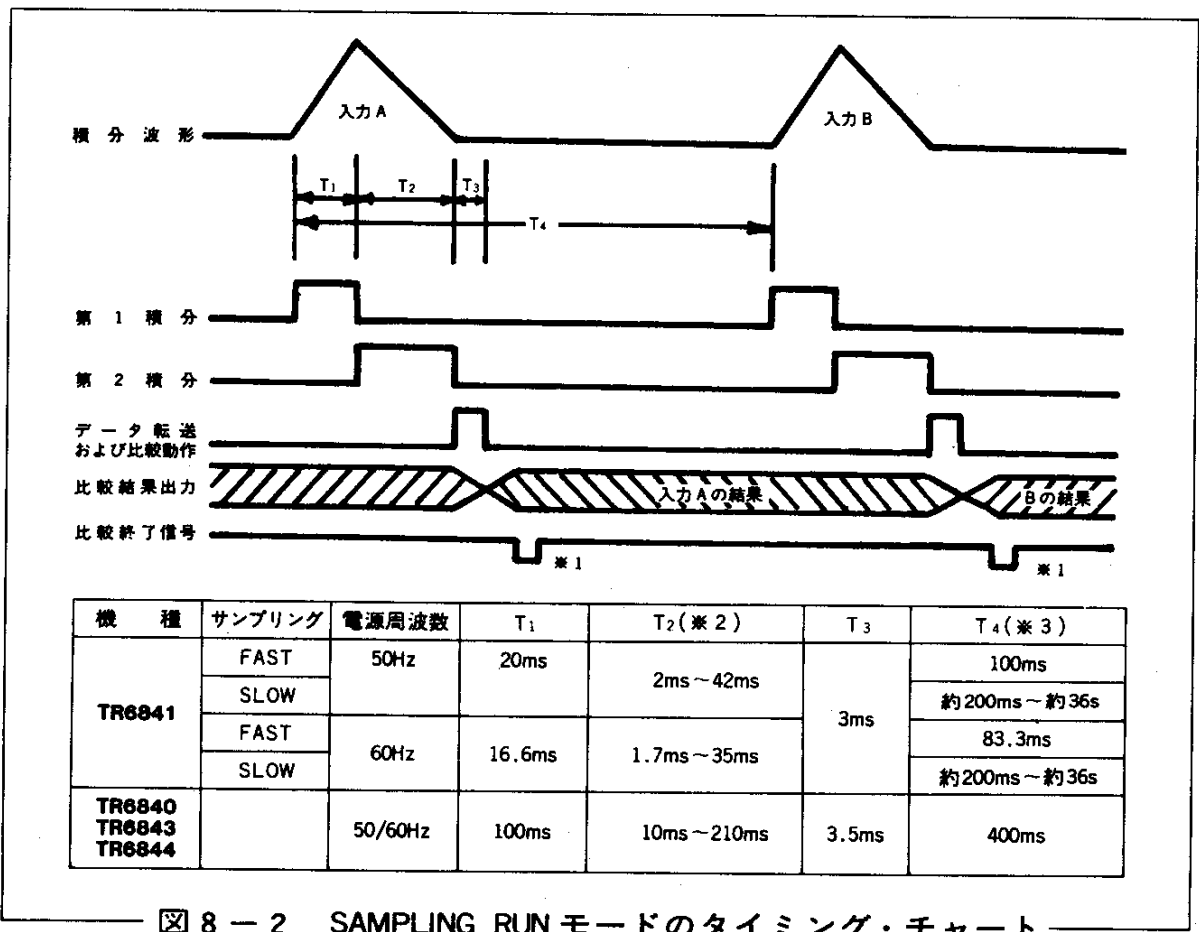 積分波形
入力A
入力B
T₁
T₂
T₃
T₄
第1積分
第2積分
データ転送
および比較動作
比較結果出力
入力Aの結果
Bの結果
比較終了信号
※1
※1
機種 サンプリング 電源周波数 T₁ T₂(※2) T₃ T₄(※3)
TR6841 FAST 50Hz 20ms 2ms~42ms 3ms 100ms
SLOW 約200ms~約36s
FAST 60Hz 16.6ms 1.7ms~35ms 83.3ms
SLOW 約200ms~約36s
TR6840
TR6843
TR6844
50/60Hz 100ms 10ms~210ms 3.5ms 400ms
図8-2 SAMPLING RUNモードのタイミング・チャート